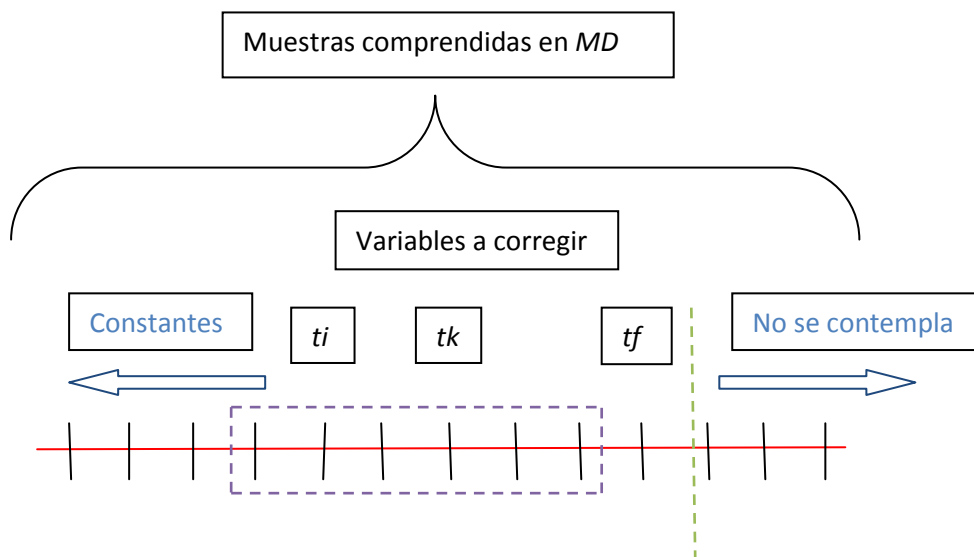 Muestras comprendidas en MD
Variables a corregir
Constantes
ti
tk
tf
No se contempla